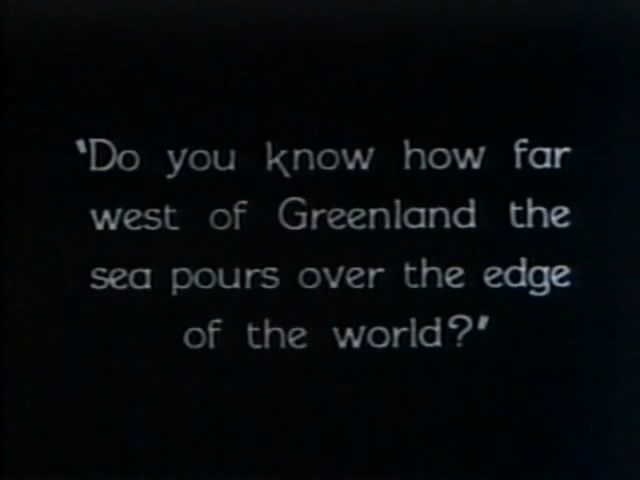 "Do you know how far
west of Greenland the
sea pours over the edge
of the world?"